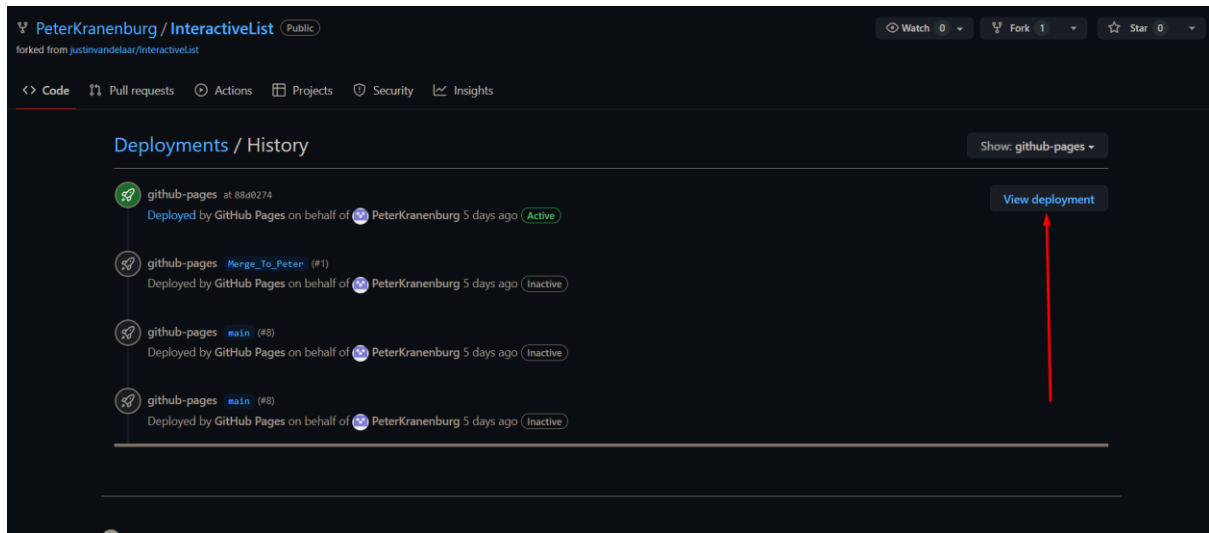 PeterKranenburg / InteractiveList Public
Watch 0
Fork 1
Star 0
forked from justinvandelaar/InteractiveList
<> Code
Pull requests
Actions
Projects
Security
Insights
Deployments / History
Show: github-pages
github-pages at 88d0274
Deployed by GitHub Pages on behalf of PeterKranenburg 5 days ago Active
View deployment
github-pages Merge_To_Peter (#1)
Deployed by GitHub Pages on behalf of PeterKranenburg 5 days ago Inactive
github-pages main (#8)
Deployed by GitHub Pages on behalf of PeterKranenburg 5 days ago Inactive
github-pages main (#8)
Deployed by GitHub Pages on behalf of PeterKranenburg 5 days ago Inactive